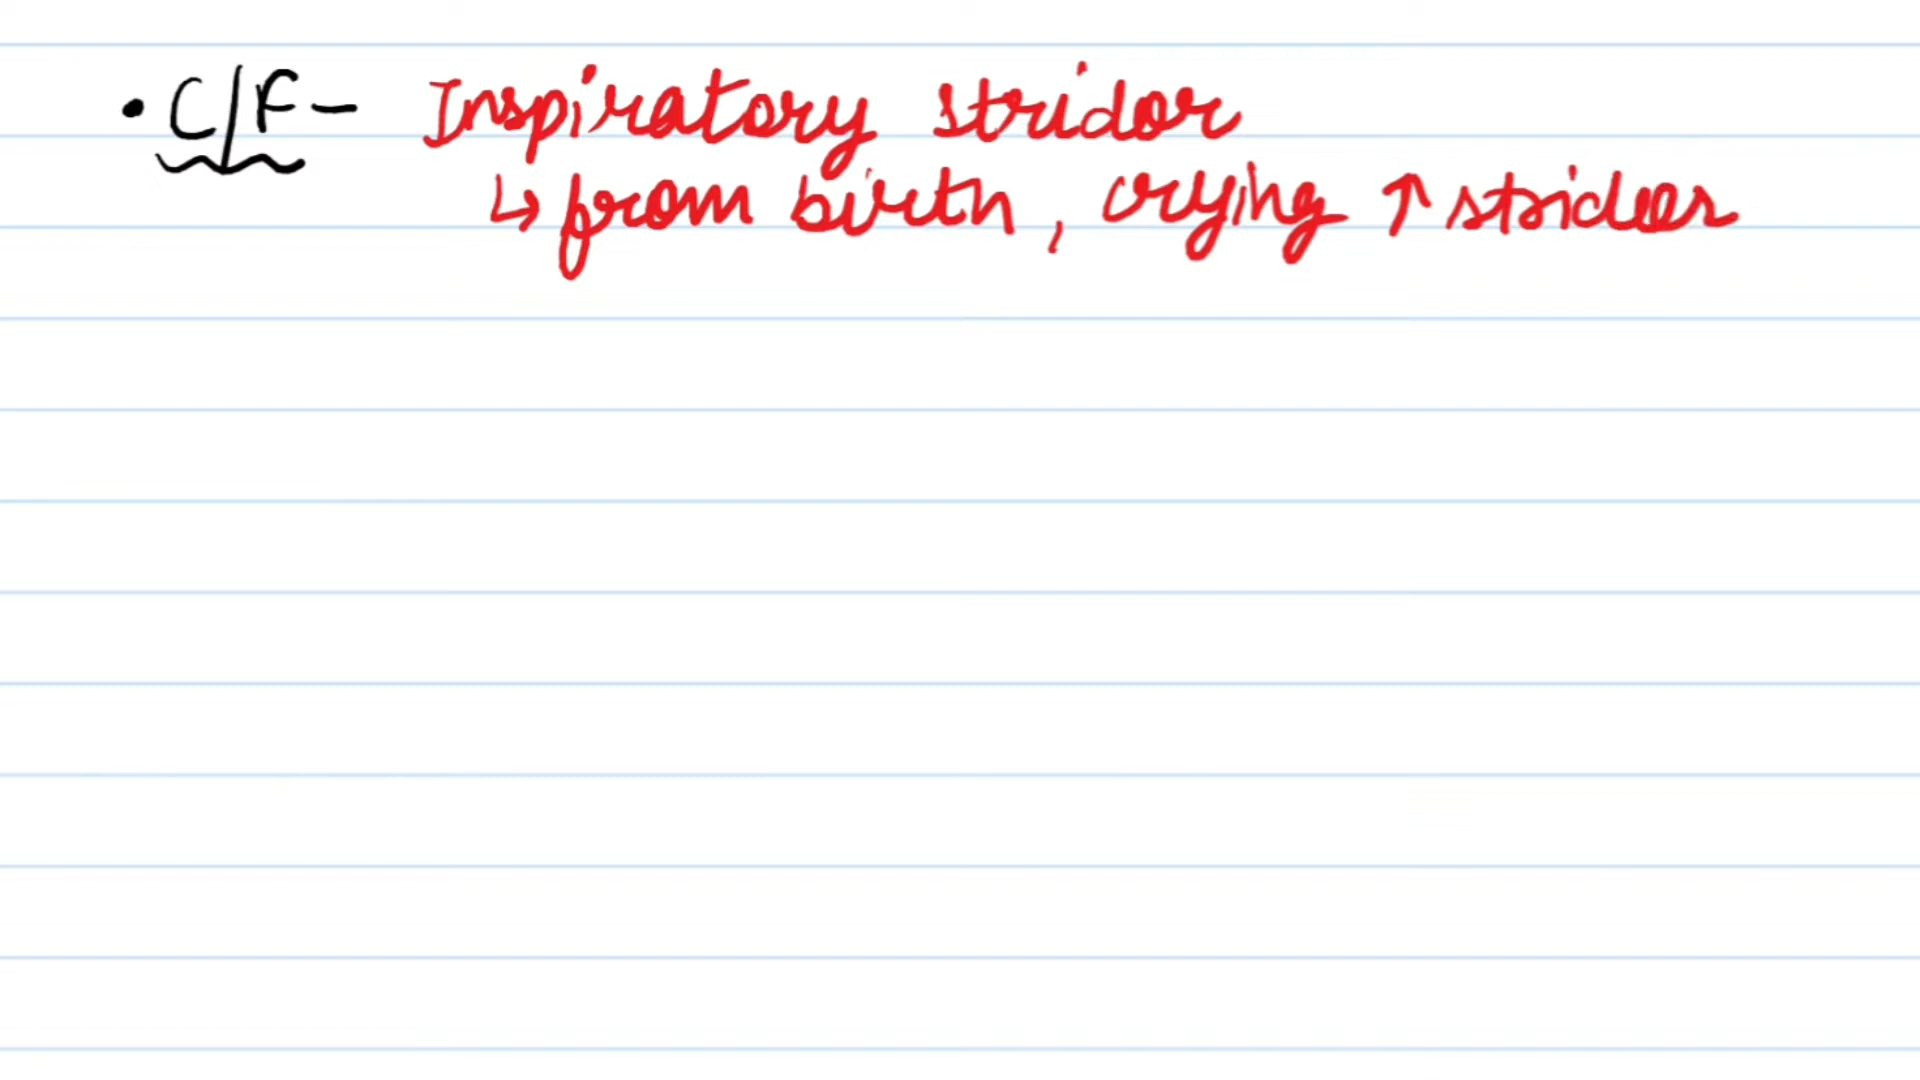 • C/F - Inspiratory stridor
↳ from birth, crying ↑ stridor